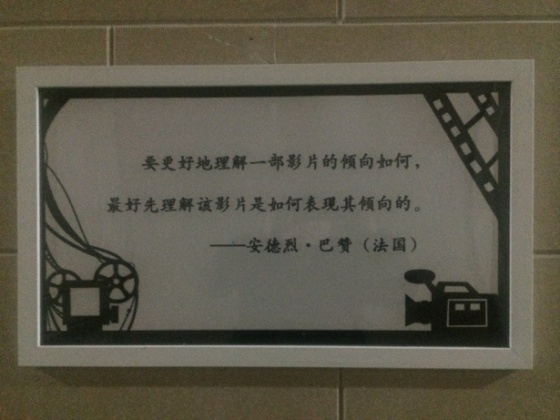 要更好地理解一部影片的倾向如何，
最好先理解该影片是如何表现其倾向的。
——安德烈·巴赞（法国）